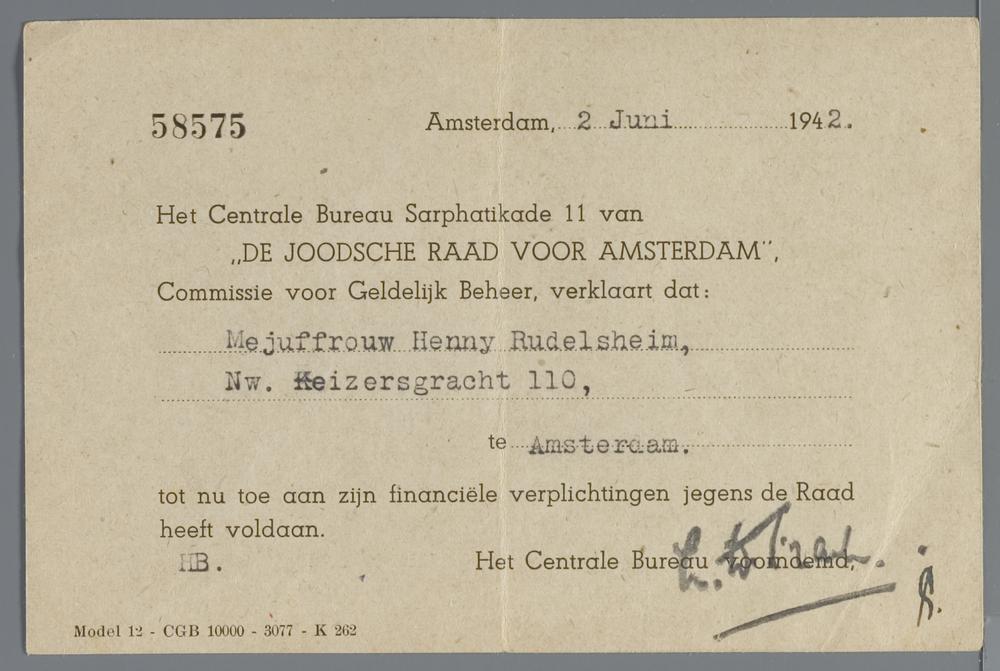 58575
Amsterdam, 2 Juni 1942.
Het Centrale Bureau Sarphatikade 11 van
„DE JOODSCHE RAAD VOOR AMSTERDAM”,
Commissie voor Geldelijk Beheer, verklaart dat:
Mejuffrouw Henny Rudelsheim,
Nw. Keizersgracht 110,
te Amsterdam.
tot nu toe aan zijn financiële verplichtingen jegens de Raad
heeft voldaan.
HB.
Het Centrale Bureau voornoemd,
Model 12 - CGB 10000 - 3077 - K 262